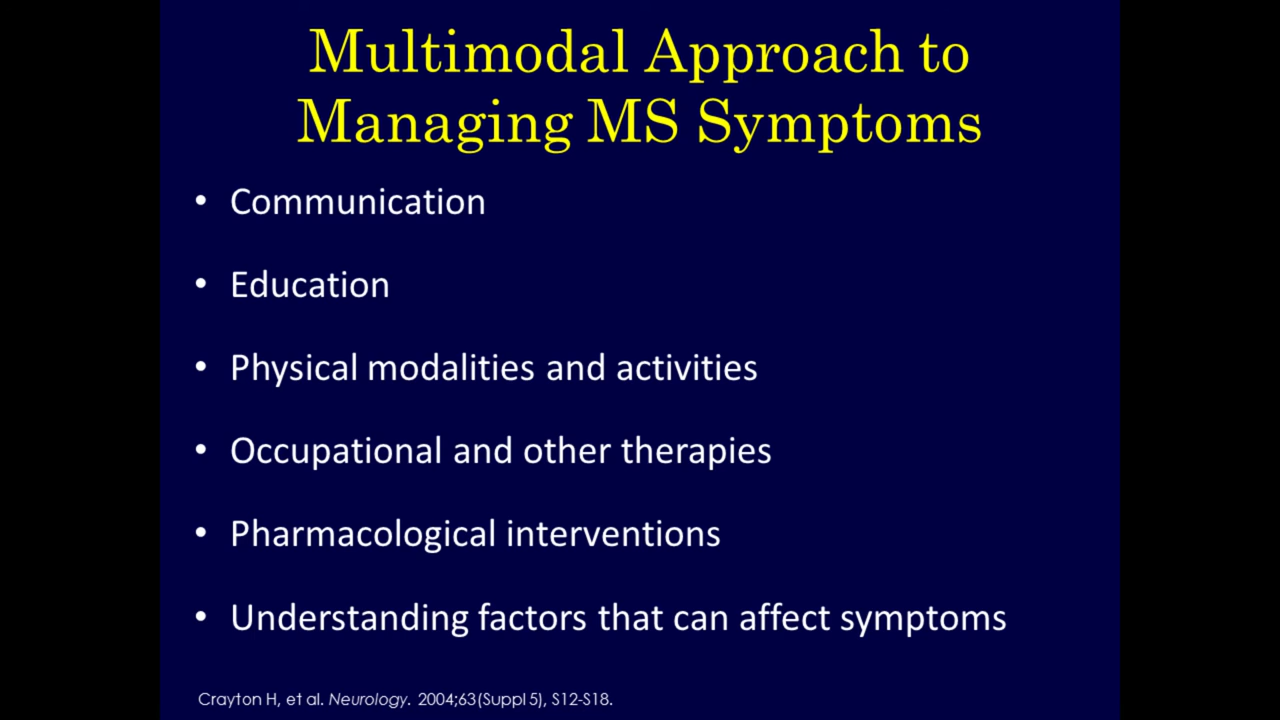 Multimodal Approach to
Managing MS Symptoms
• Communication
• Education
• Physical modalities and activities
• Occupational and other therapies
• Pharmacological interventions
• Understanding factors that can affect symptoms
Crayton H, et al. Neurology. 2004;63(Suppl 5), S12-S18.